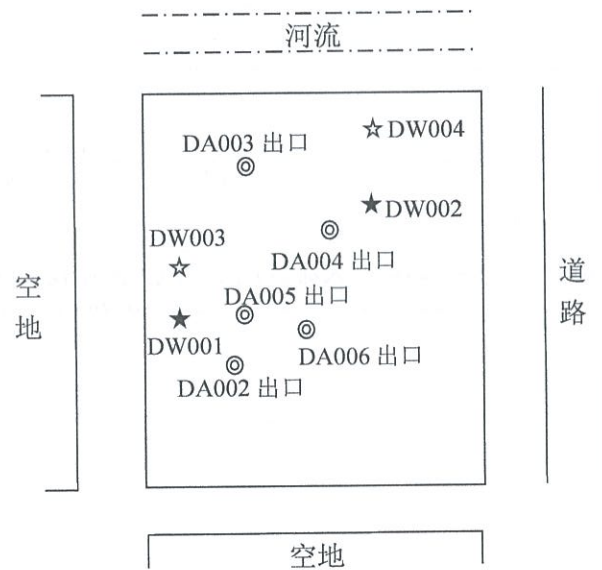 河流
DW004
DA003 出口
DW002
DW003
DA004 出口
空地
道路
DA005 出口
DW001
DA006 出口
DA002 出口
空地